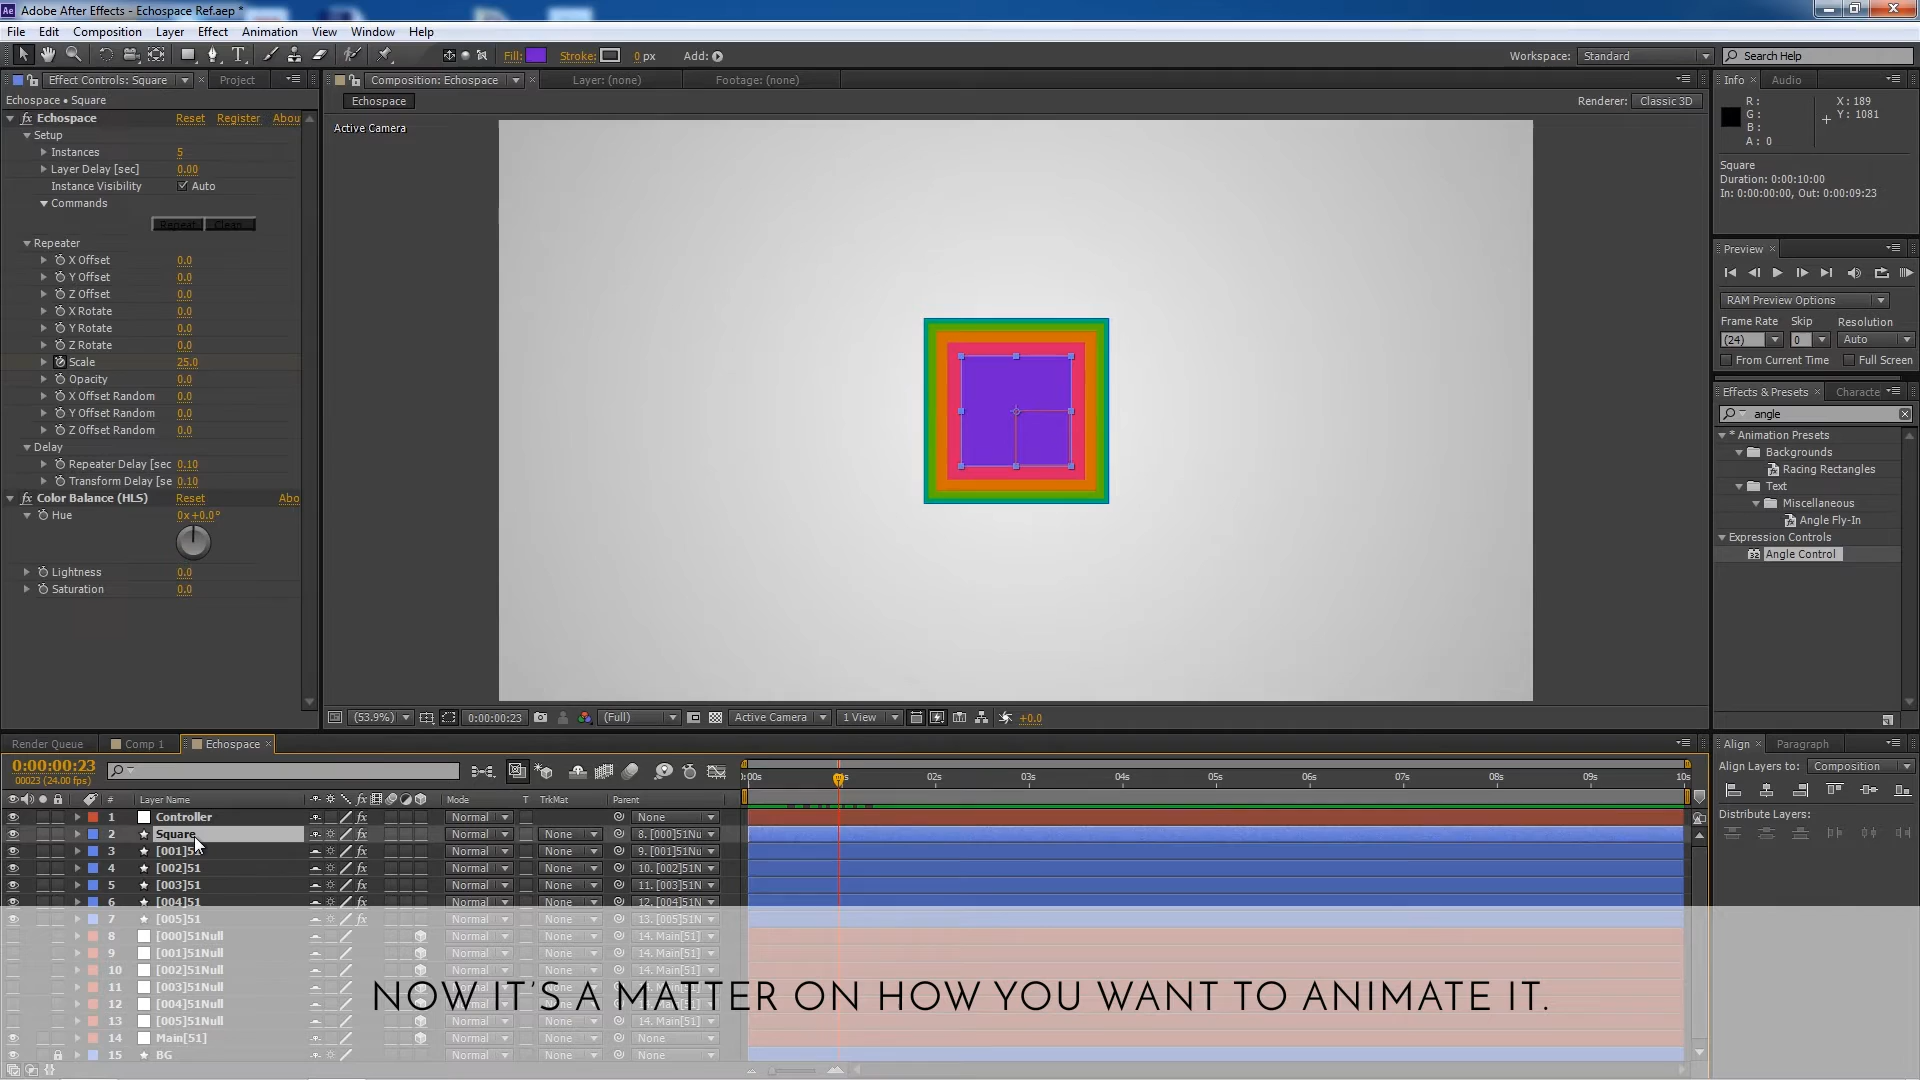 Adobe After Effects - Echospace Ref.aep *
File Edit Composition Layer Effect Animation View Window Help
Fill: Stroke: 0 px Add: Workspace: Standard Search Help
Effect Controls: Square Project
Composition: Echospace Layer: (none) Footage: (none)
Info Audio
Echospace • Square
Echospace
Renderer: Classic 3D
R: X: 189
G: Y: 1081
B:
A: 0
Echospace Reset Register Abou
Active Camera
Setup
Instances 5
Layer Delay [sec] 0.00
Instance Visibility Auto
Commands
Repeat Clean
Repeater
X Offset 0.0
Y Offset 0.0
Z Offset 0.0
X Rotate 0.0
Y Rotate 0.0
Z Rotate 0.0
Scale 25.0
Opacity 0.0
X Offset Random 0.0
Y Offset Random 0.0
Z Offset Random 0.0
Delay
Repeater Delay [sec 0.10
Transform Delay [se 0.10
Color Balance (HLS) Reset Abo
Hue 0x+0.0°
Lightness 0.0
Saturation 0.0
Square
Duration: 0:00:10:00
In: 0:00:00:00, Out: 0:00:09:23
Preview
RAM Preview Options
Frame Rate Skip Resolution
(24) 0 Auto
From Current Time Full Screen
Effects & Presets Characte
angle
* Animation Presets
Backgrounds
Racing Rectangles
Text
Miscellaneous
Angle Fly-In
Expression Controls
32 Angle Control
(53.9%) 0:00:00:23 (Full) Active Camera 1 View +0.0
Render Queue Comp 1 Echospace
Align Paragraph
0:00:00:23
00023 (24.00 fps)
Align Layers to: Composition
Distribute Layers:
:00s 02s 03s 04s 05s 06s 07s 08s 09s 10s
# Layer Name Mode T TrkMat Parent
1 Controller Normal None
2 Square Normal None 8. [000]51Nu
3 [001]5 Normal None 9. [001]51Nu
4 [002]51 Normal None 10. [002]51N
5 [003]51 Normal None 11. [003]51N
6 [004]51 Normal None 12. [004]51N
7 [005]51 Normal None 13. [005]51N
8 [000]51Null Normal None 14. Main[51]
9 [001]51Null Normal None 14. Main[51]
10 [002]51Null Normal None 14. Main[51]
11 [003]51Null Normal None 14. Main[51]
12 [004]51Null Normal None 14. Main[51]
13 [005]51Null Normal None 14. Main[51]
14 Main[51] Normal None None
15 BG Normal None None
NOW IT'S A MATTER ON HOW YOU WANT TO ANIMATE IT.